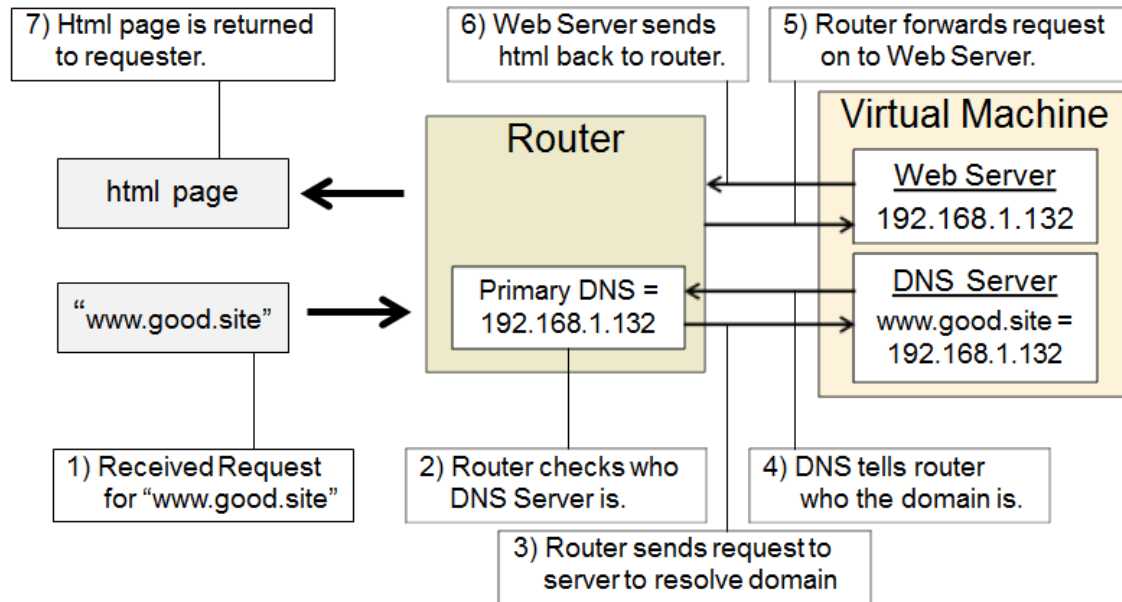 7) Html page is returned
to requester.
6) Web Server sends
html back to router.
5) Router forwards request
on to Web Server.
html page
“
www.good.site”
Router
Primary DNS =
192.168.1.132
Virtual Machine
Web Server
192.168.1.132
DNS Server
www.good.site =
192.168.1.132
1) Received Request
for “www.good.site”
2) Router checks who
DNS Server is.
4) DNS tells router
who the domain is.
3) Router sends request to
server to resolve domain